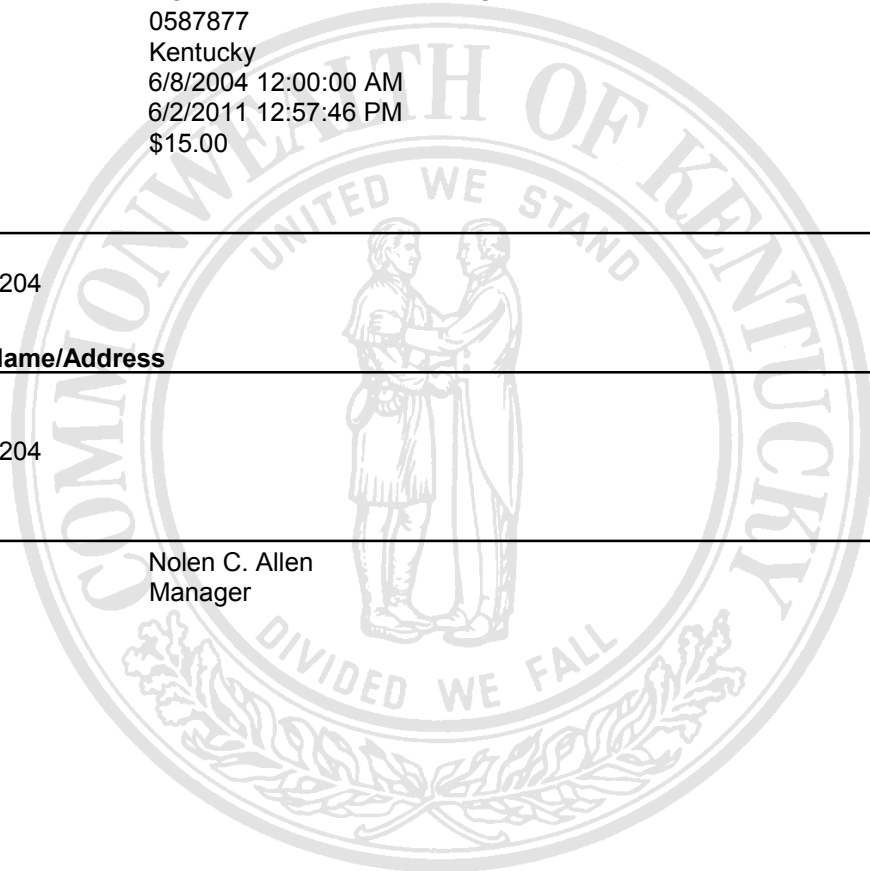 0587877
Kentucky
6/8/2004 12:00:00 AM
6/2/2011 12:57:46 PM
$15.00
COMMONWEALTH OF KENTUCKY
UNITED WE STAND
204
Name/Address
204
Nolen C. Allen
Manager
DIVIDED WE FALL